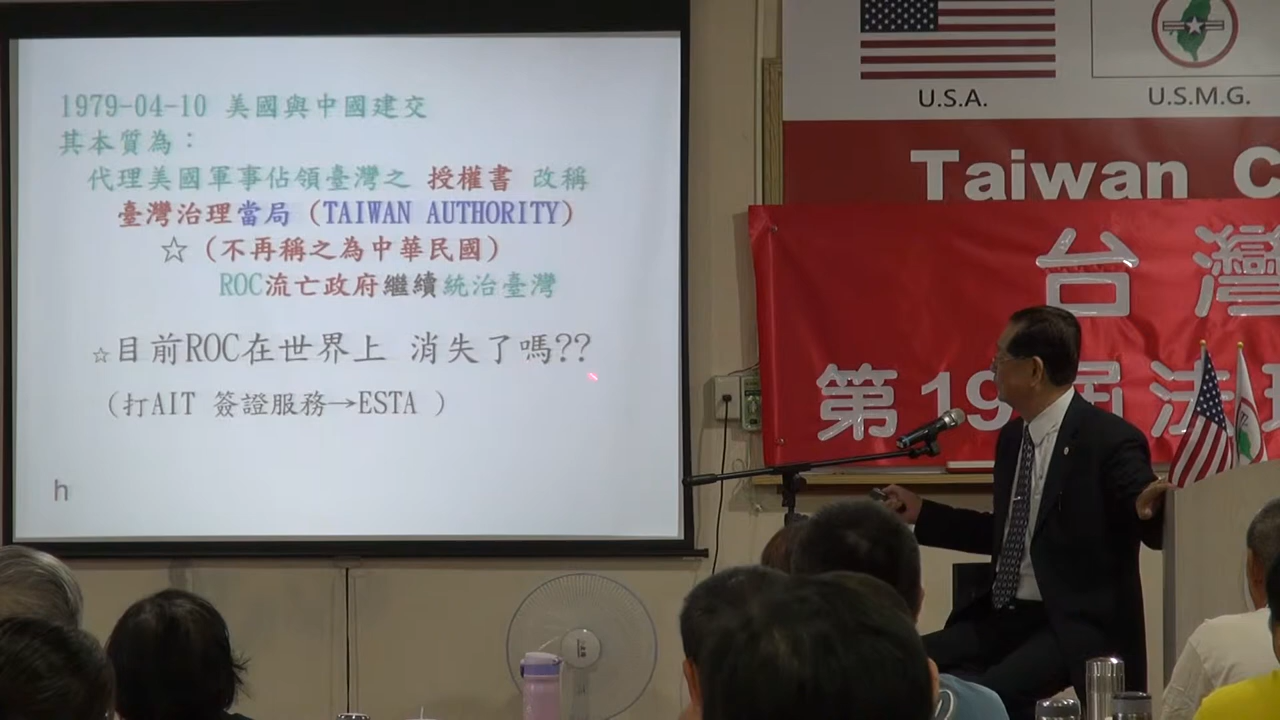 1979-04-10 美國與中國建交
其本質為：
代理美國軍事佔領臺灣之 授權書 改稱
臺灣治理當局 (TAIWAN AUTHORITY)
☆ (不再稱之為中華民國)
ROC流亡政府繼續統治臺灣
☆目前ROC在世界上 消失了嗎??
(打AIT 簽證服務→ESTA )
h
U.S.A.
U.S.M.G.
Taiwan C
台灣
第19屆法理